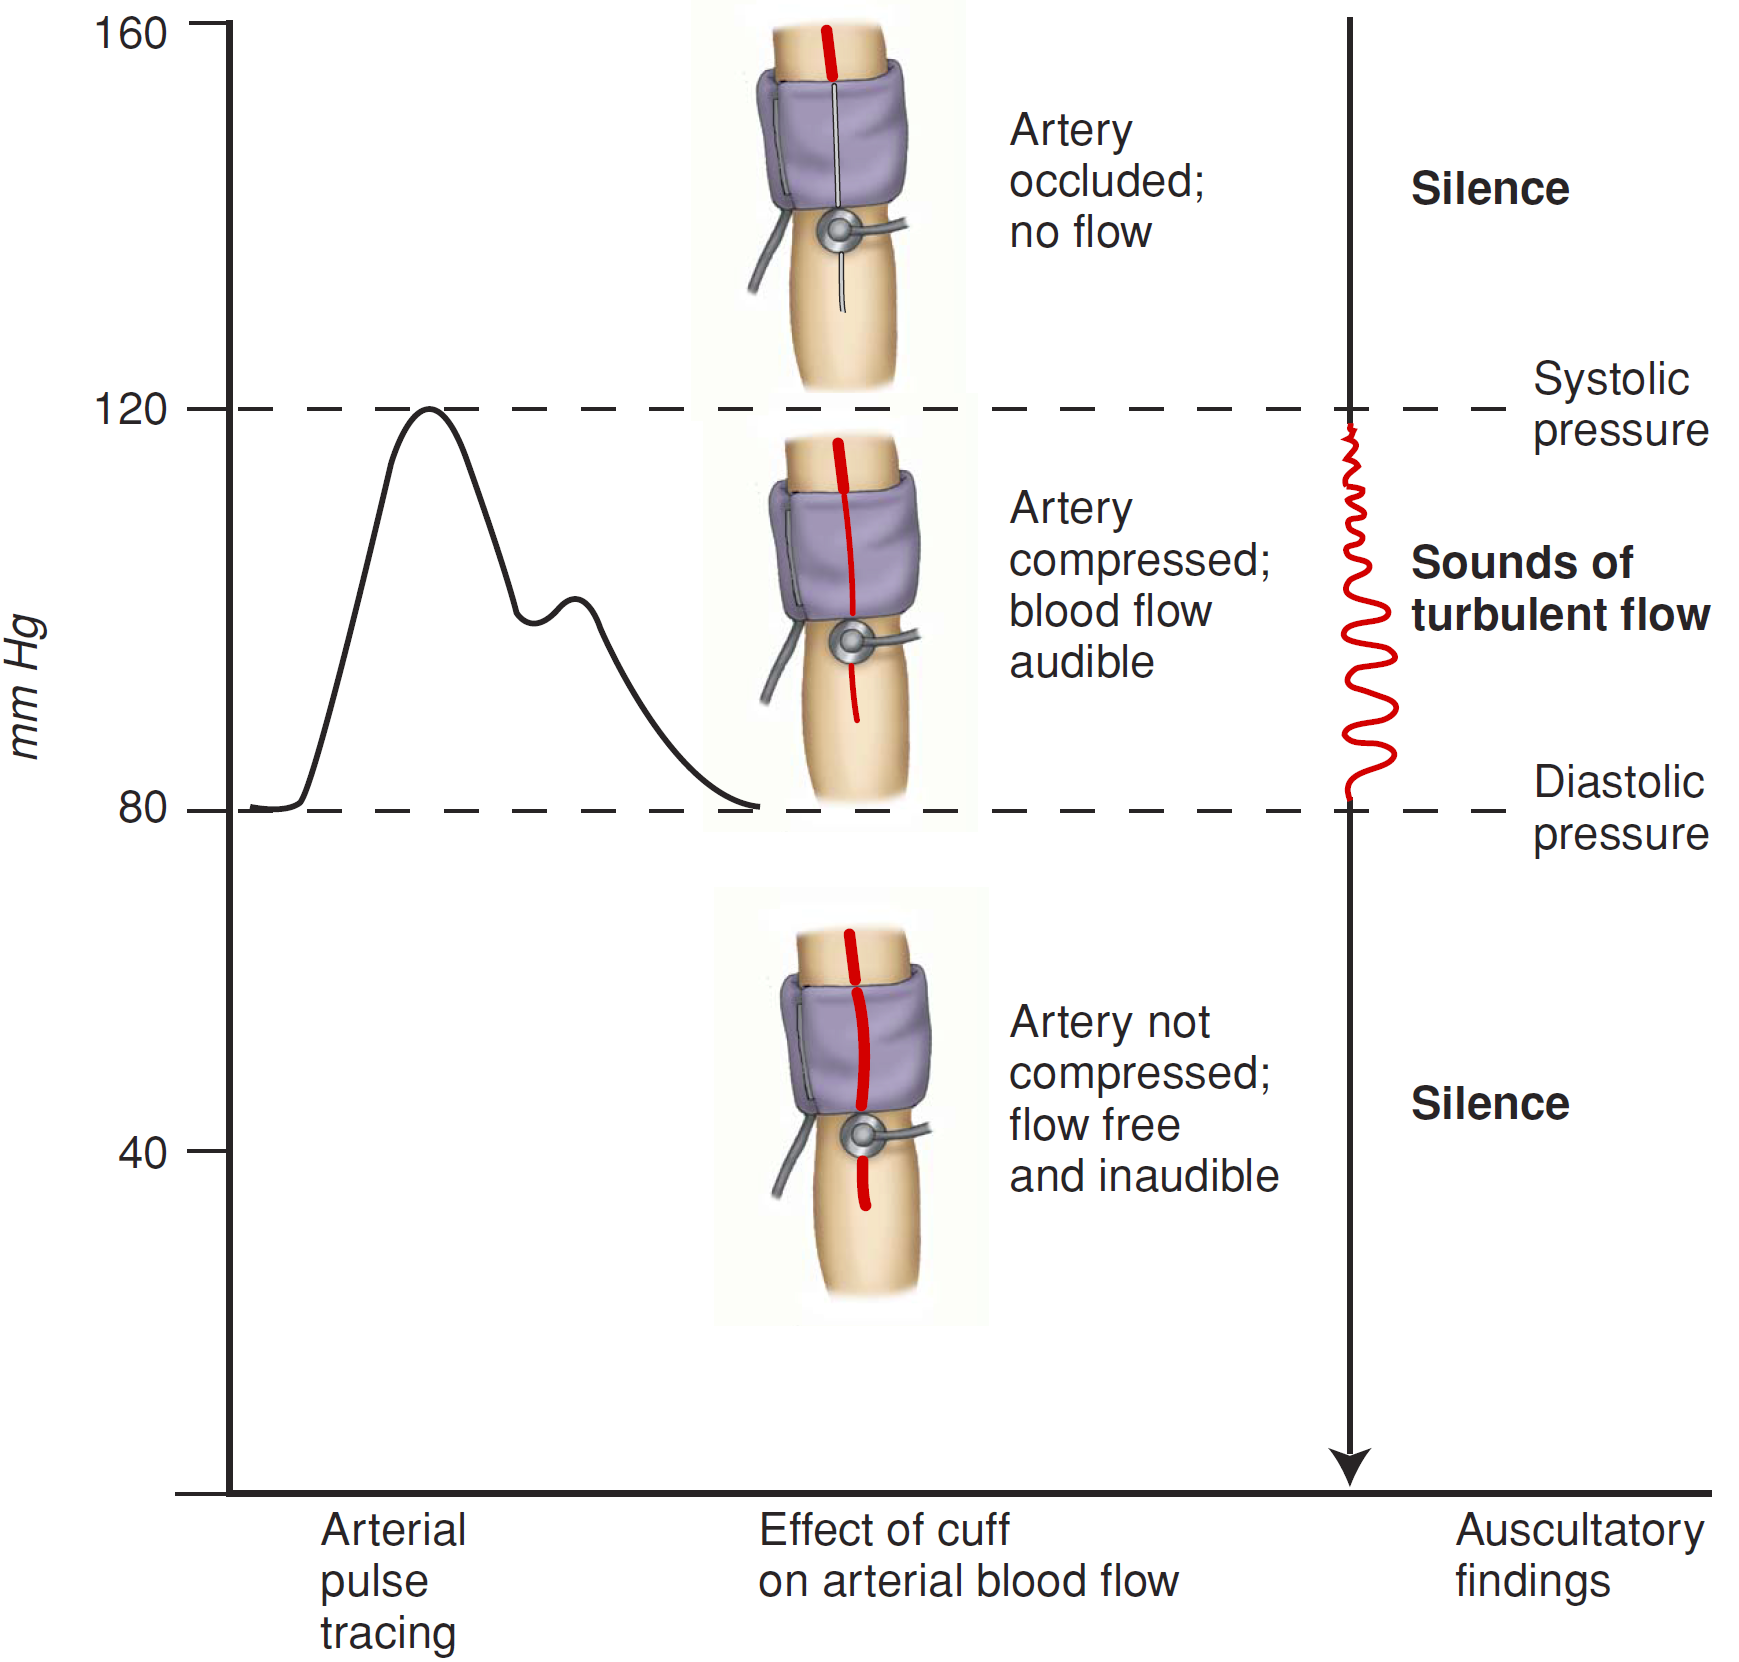 160
Artery
occluded;
no flow
Silence
120
Systolic
pressure
Artery
compressed;
blood flow
audible
Sounds of
turbulent flow
mm Hg
80
Diastolic
pressure
Artery not
compressed;
flow free
and inaudible
Silence
40
Arterial
pulse
tracing
Effect of cuff
on arterial blood flow
Auscultatory
findings